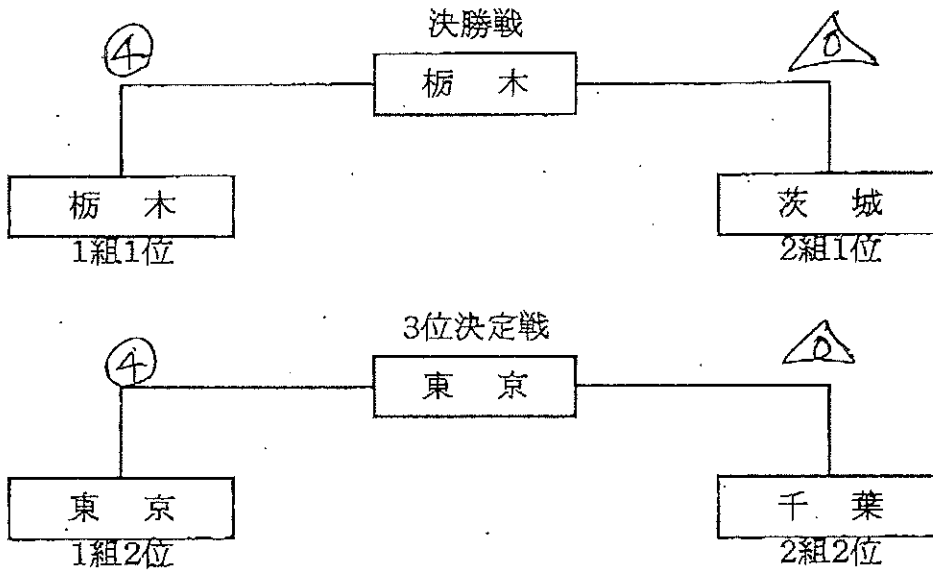 決勝戦
④ 栃 木 0
栃 木 茨 城
1組1位 2組1位
3位決定戦
④ 東 京 0
東 京 千 葉
1組2位 2組2位